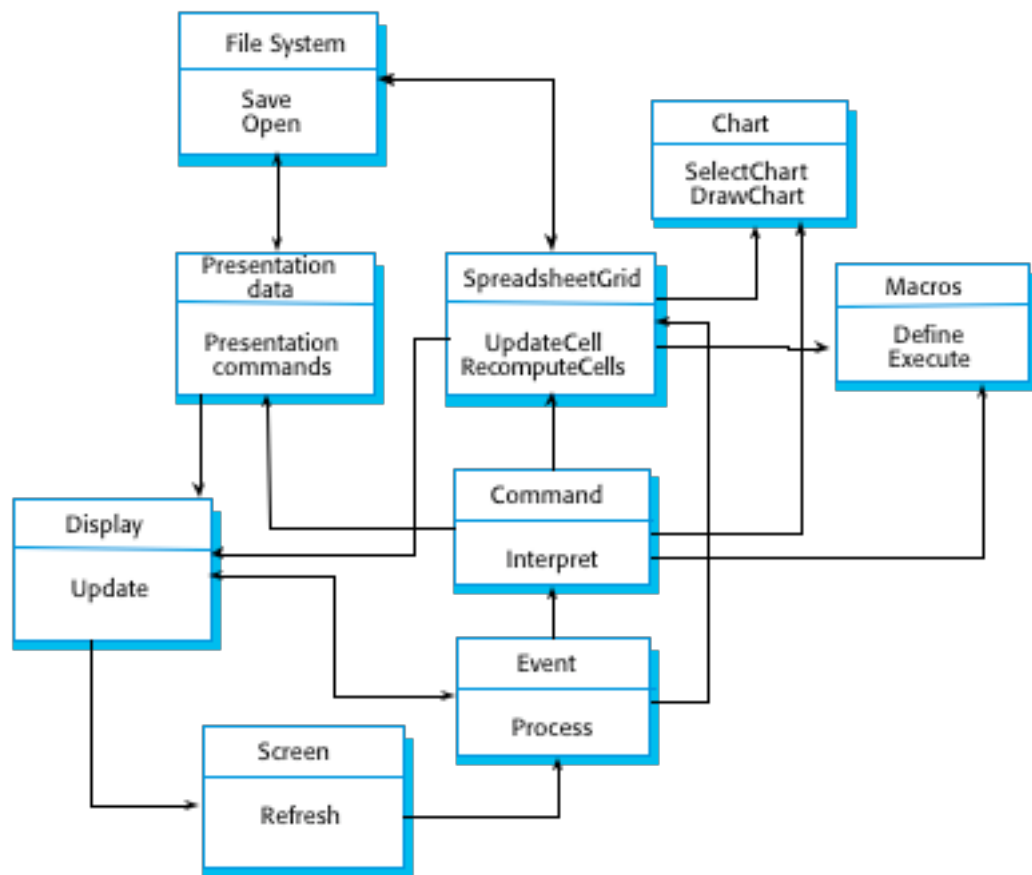 File System
Save
Open
Chart
SelectChart
DrawChart
Presentation
data
Presentation
commands
SpreadsheetGrid
UpdateCell
RecomputeCells
Macros
Define
Execute
Display
Update
Command
Interpret
Event
Process
Screen
Refresh